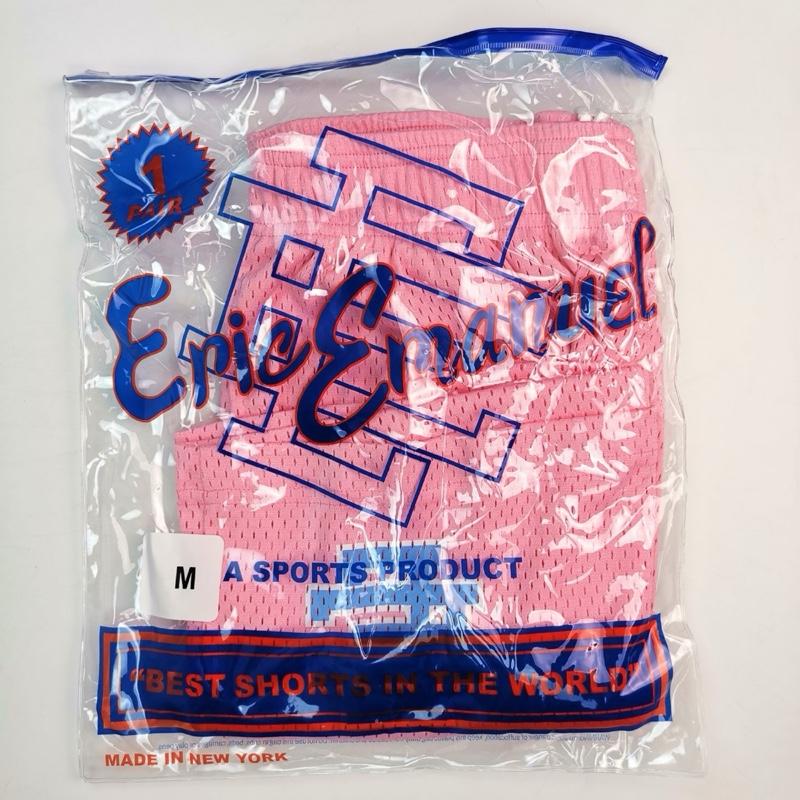 1
PAIR
Eric Emanuel
M
A SPORTS PRODUCT
"BEST SHORTS IN THE WORLD"
MADE IN NEW YORK